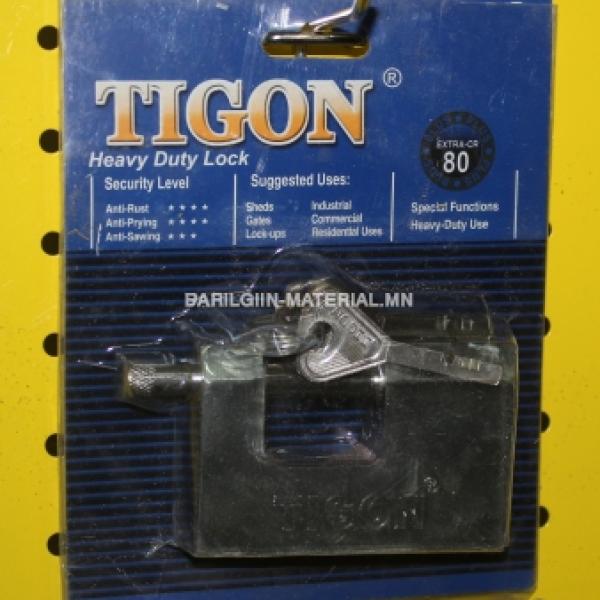 TIGON®
Heavy Duty Lock
EXTRA-CR
80
Security Level
Anti-Rust ★ ★ ★ ★
Anti-Prying ★ ★ ★ ★
Anti-Sawing ★ ★ ★
Suggested Uses:
Sheds Industrial
Gates Commercial
Lock-ups Residential Uses
Special Functions
Heavy-Duty Use
BARILGIIN-MATERIAL.MN
TIGON®